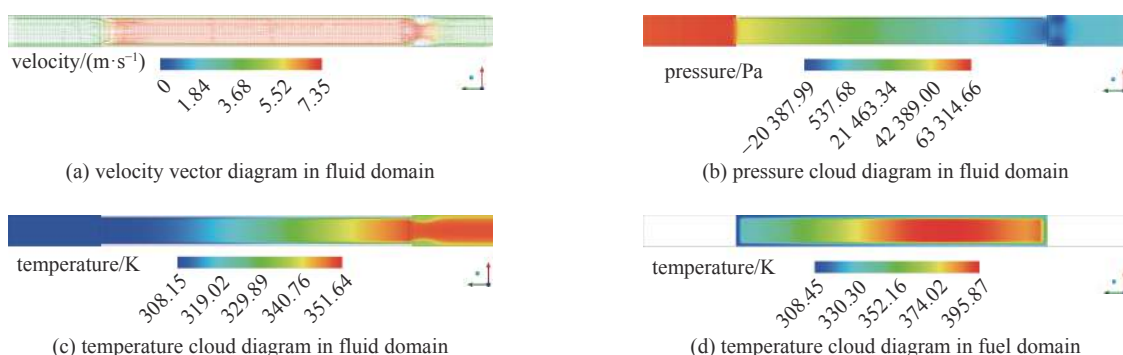 velocity/(m·s⁻¹)
0
1.84
3.68
5.52
7.35
(a) velocity vector diagram in fluid domain
pressure/Pa
−20 387.99
537.68
21 463.34
42 389.00
63 314.66
(b) pressure cloud diagram in fluid domain
temperature/K
308.15
319.02
329.89
340.76
351.64
(c) temperature cloud diagram in fluid domain
temperature/K
308.45
330.30
352.16
374.02
395.87
(d) temperature cloud diagram in fuel domain